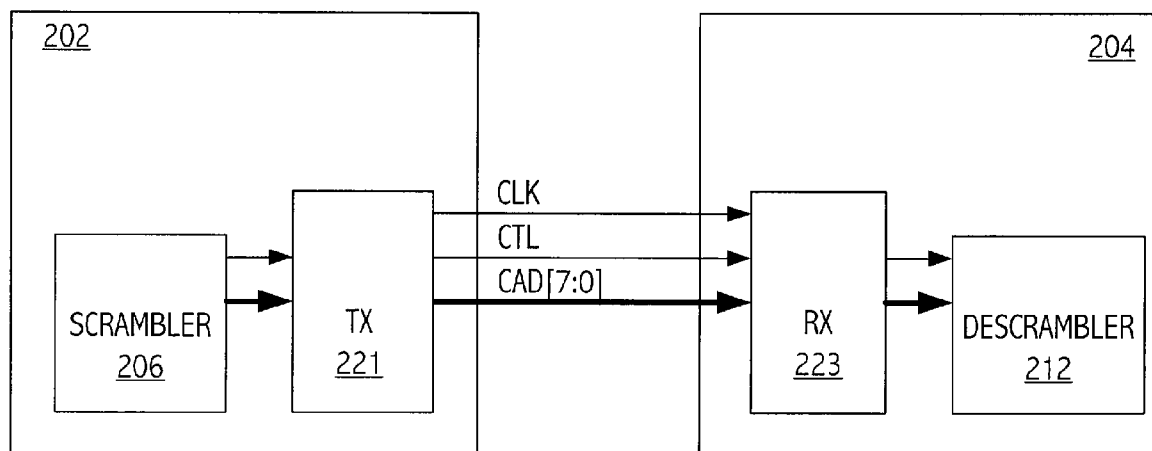 202
204
CLK
CTL
CAD[7:0]
SCRAMBLER
206
TX
221
RX
223
DESCRAMBLER
212